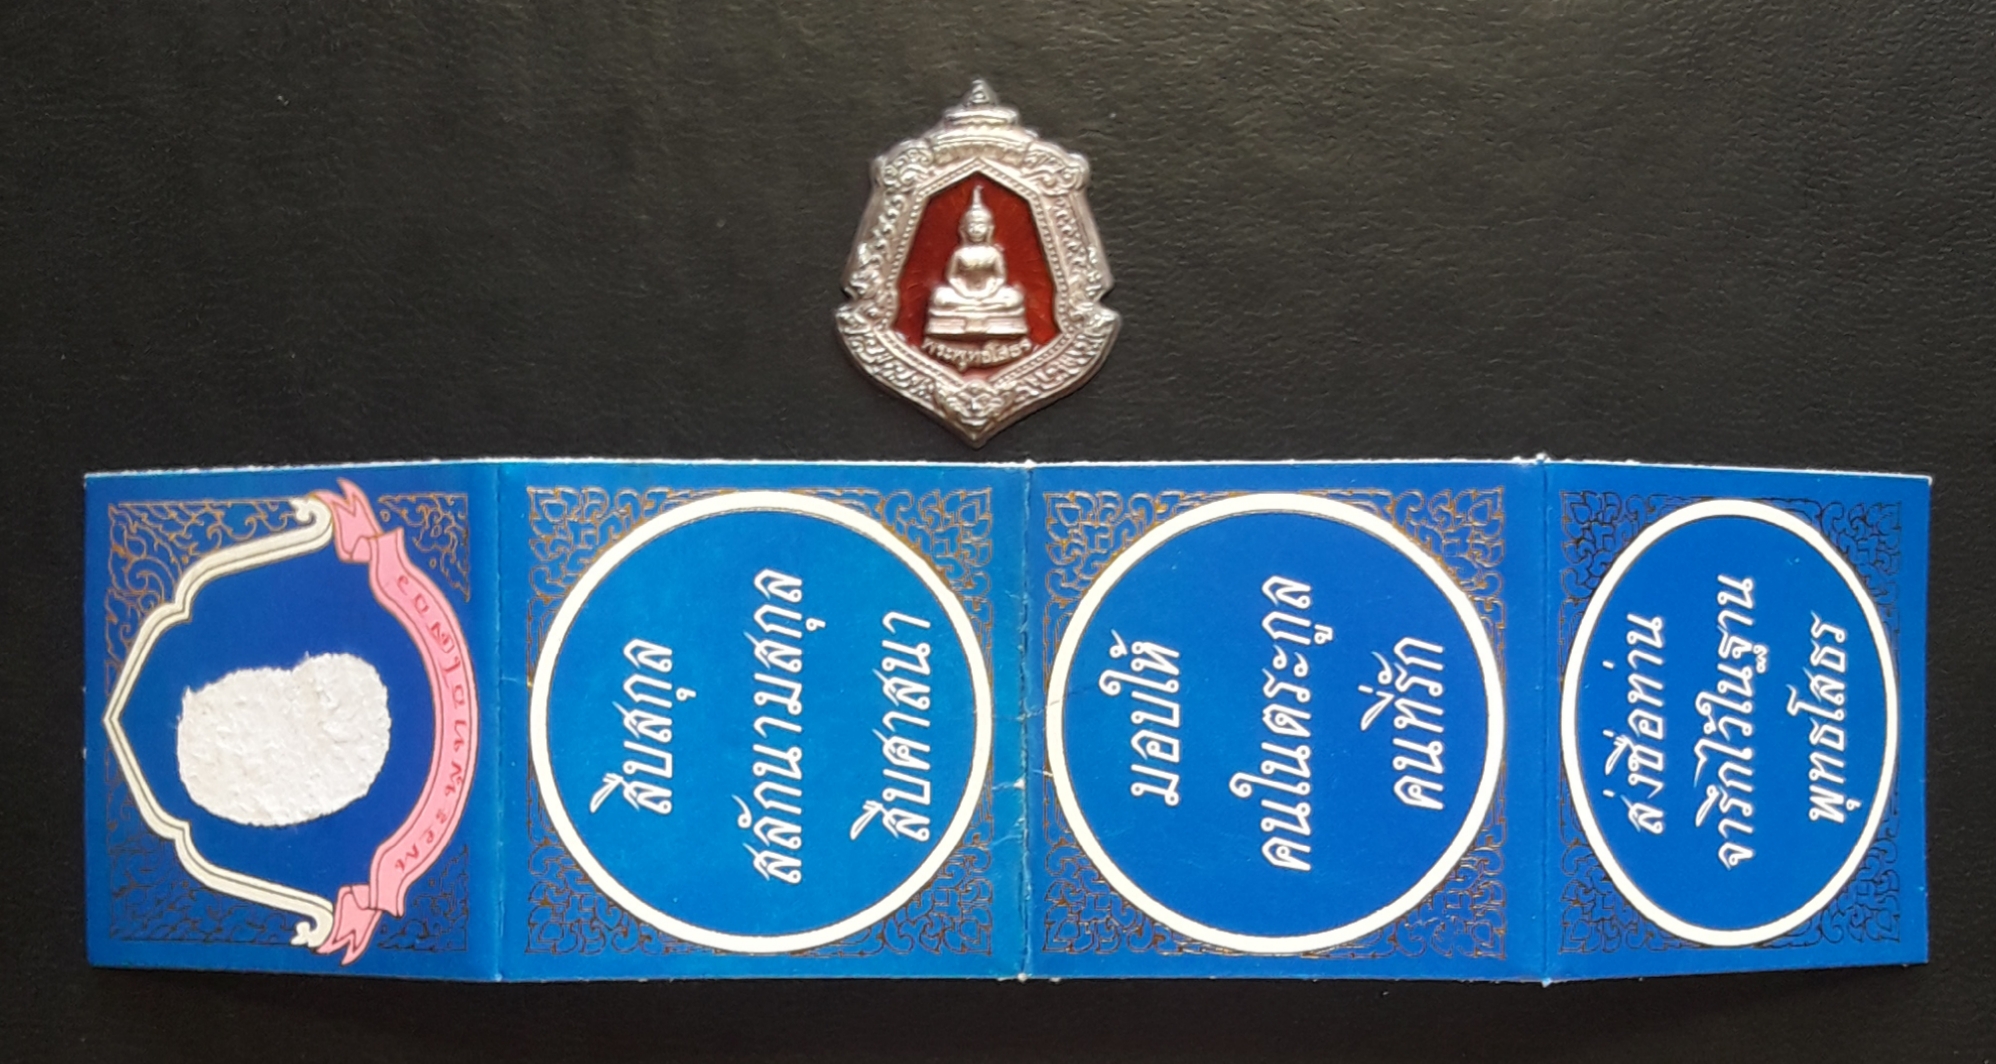 พระพุทธโสธร
สืบสกุล
สลักนามสกุล
สืบศาสนา
มอบให้
คนในตระกูล
คนที่รัก
ส่งชื่อท่าน
จารึกไว้ในฐาน
พุทธโสธร